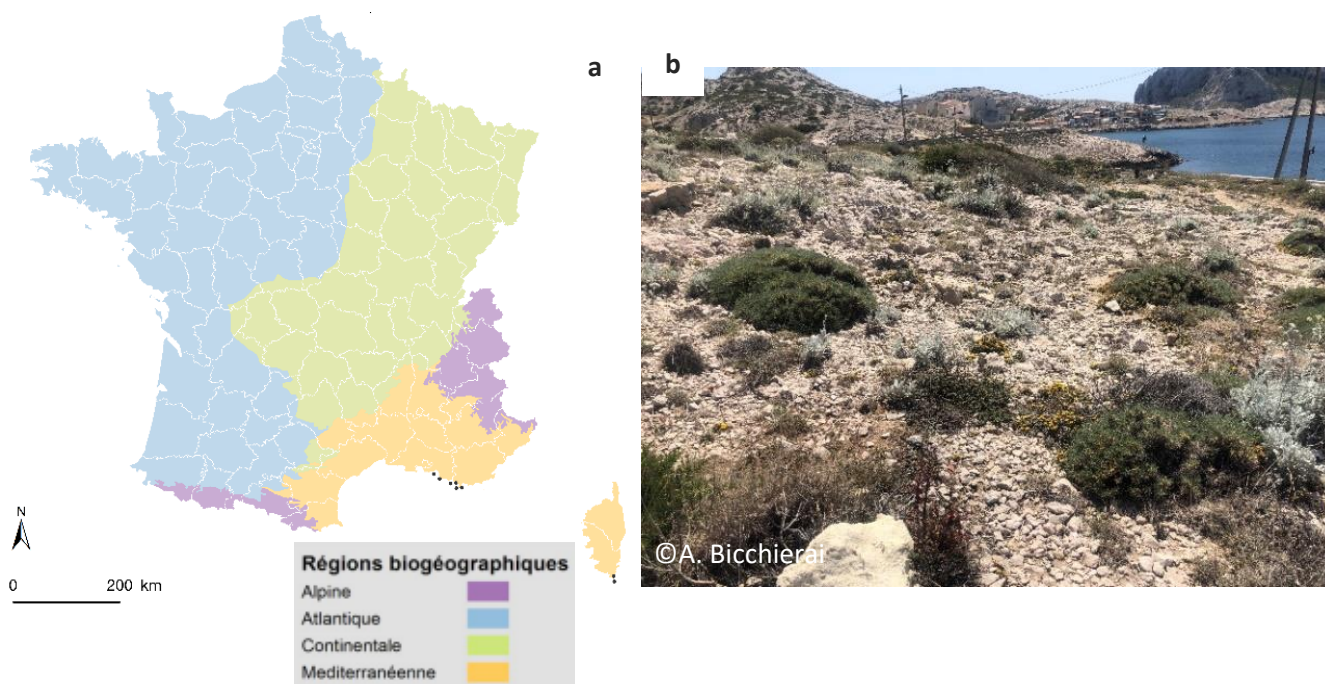 a
b
N
0 200 km
Régions biogéographiques
Alpine
Atlantique
Continentale
Mediterranéenne
©A. Bicchierai